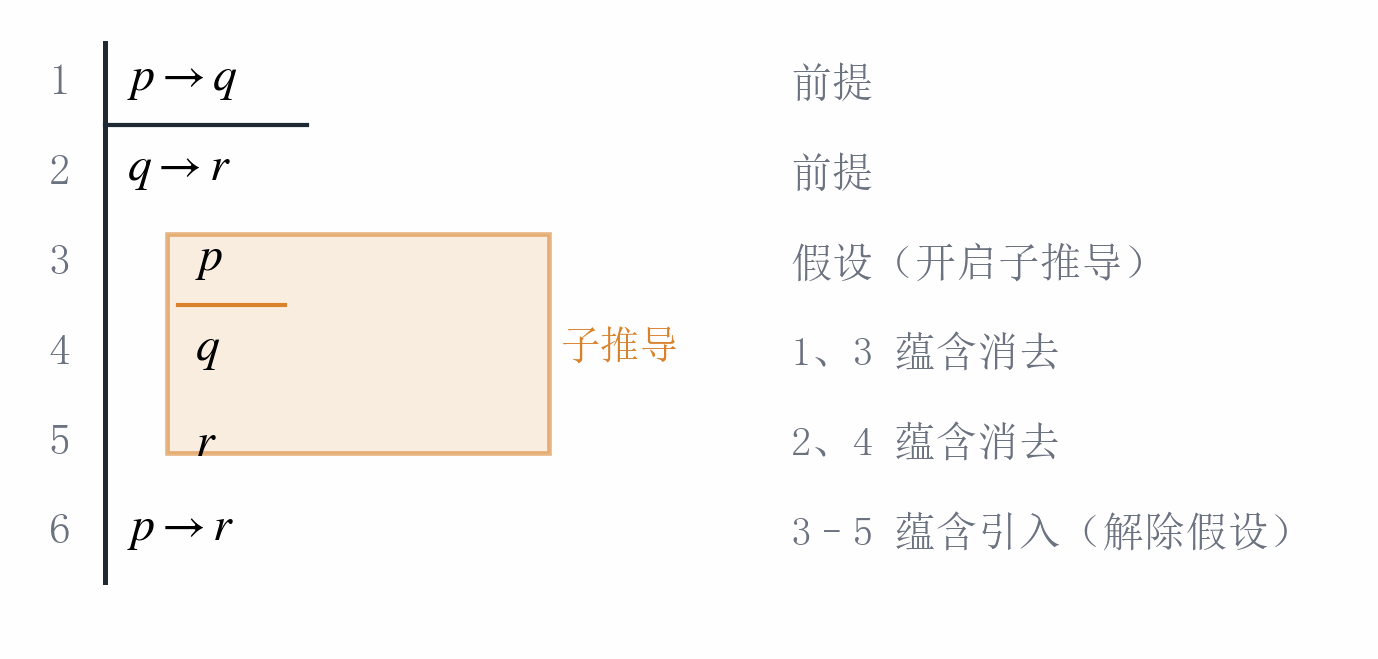 1 p→q 前提
2 q→r 前提
3 p 假设（开启子推导）
4 q 子推导 1、3 蕴含消去
5 r 2、4 蕴含消去
6 p→r 3-5 蕴含引入（解除假设）